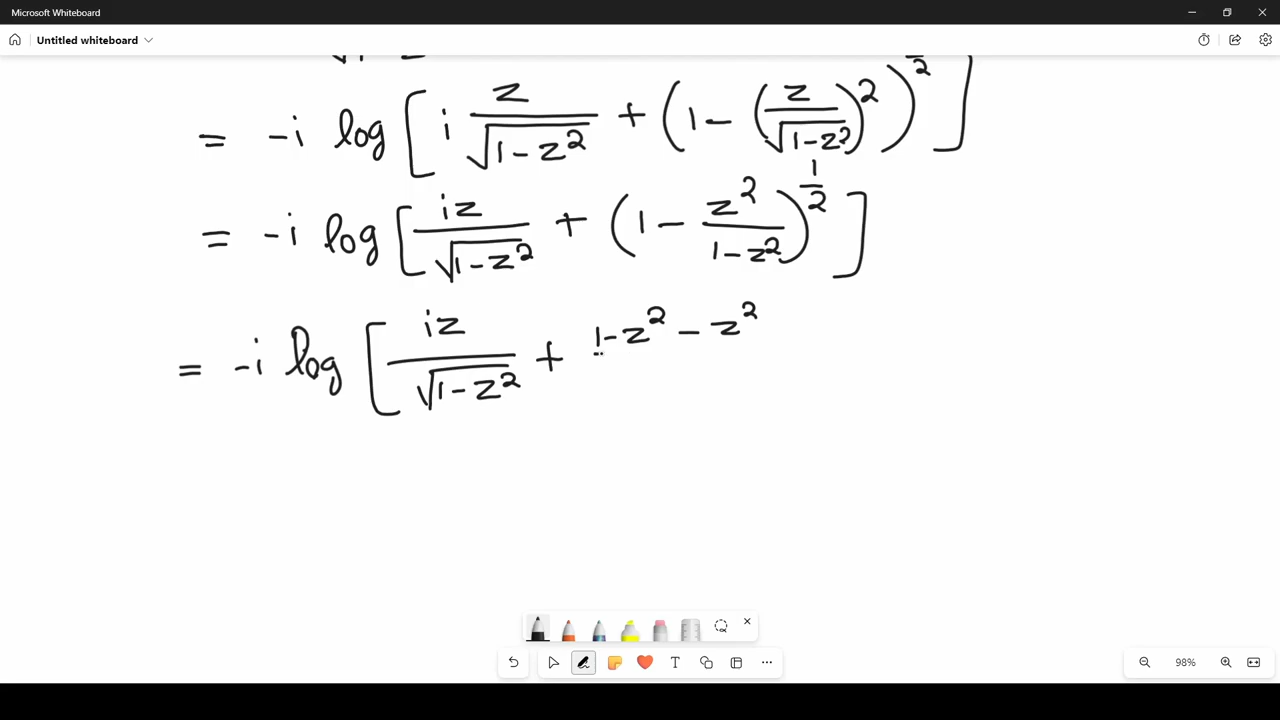 Microsoft Whiteboard
Untitled whiteboard
= -i log [ i z/√(1-z²) + (1 - (z/√(1-z²))²)^(1/2) ]
= -i log [ iz/√(1-z²) + (1 - z²/(1-z²))^(1/2) ]
= -i log [ iz/√(1-z²) + 1-z² - z²
98%